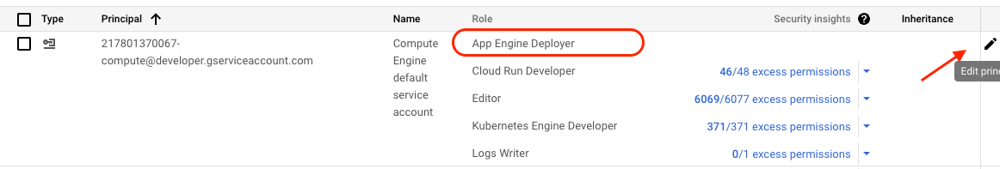 Type Principal Name Role Security insights Inheritance
217801370067- Compute App Engine Deployer
compute@developer.gserviceaccount.com Engine Cloud Run Developer 46/48 excess permissions
default Editor 6069/6077 excess permissions
service Kubernetes Engine Developer 371/371 excess permissions
account Logs Writer 0/1 excess permissions
Edit prin